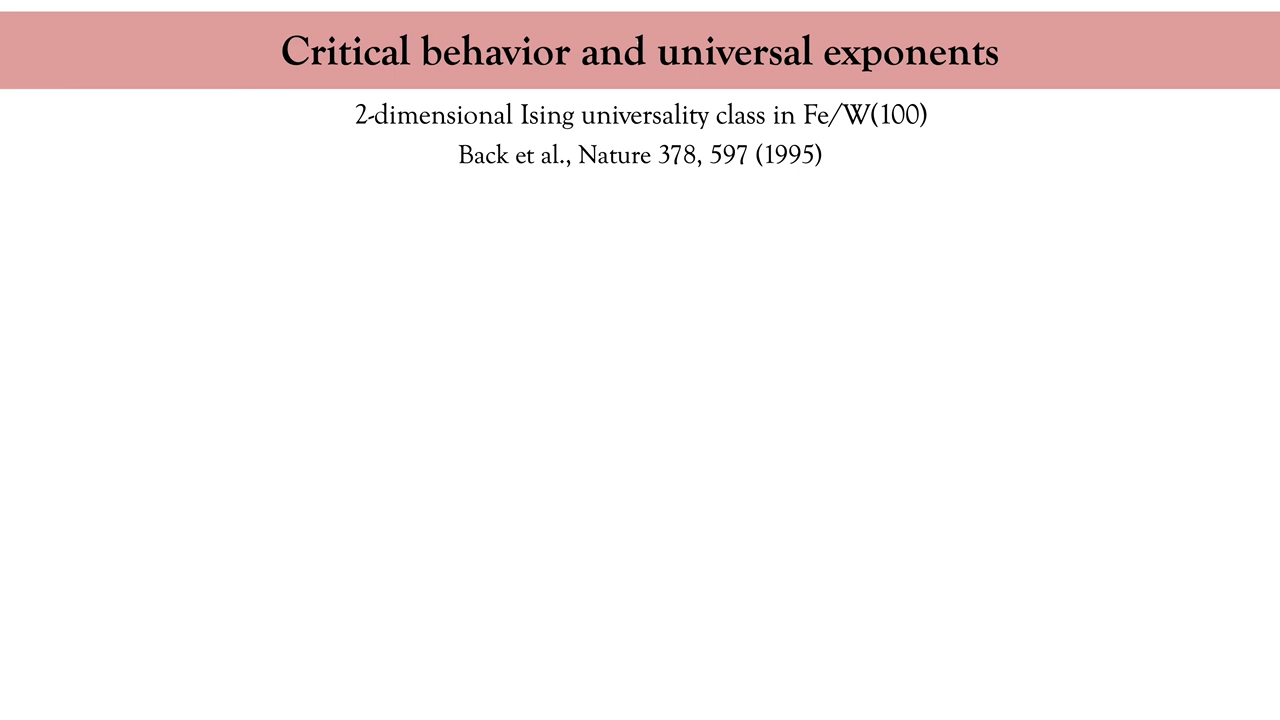 Critical behavior and universal exponents
2-dimensional Ising universality class in Fe/W(100)
Back et al., Nature 378, 597 (1995)